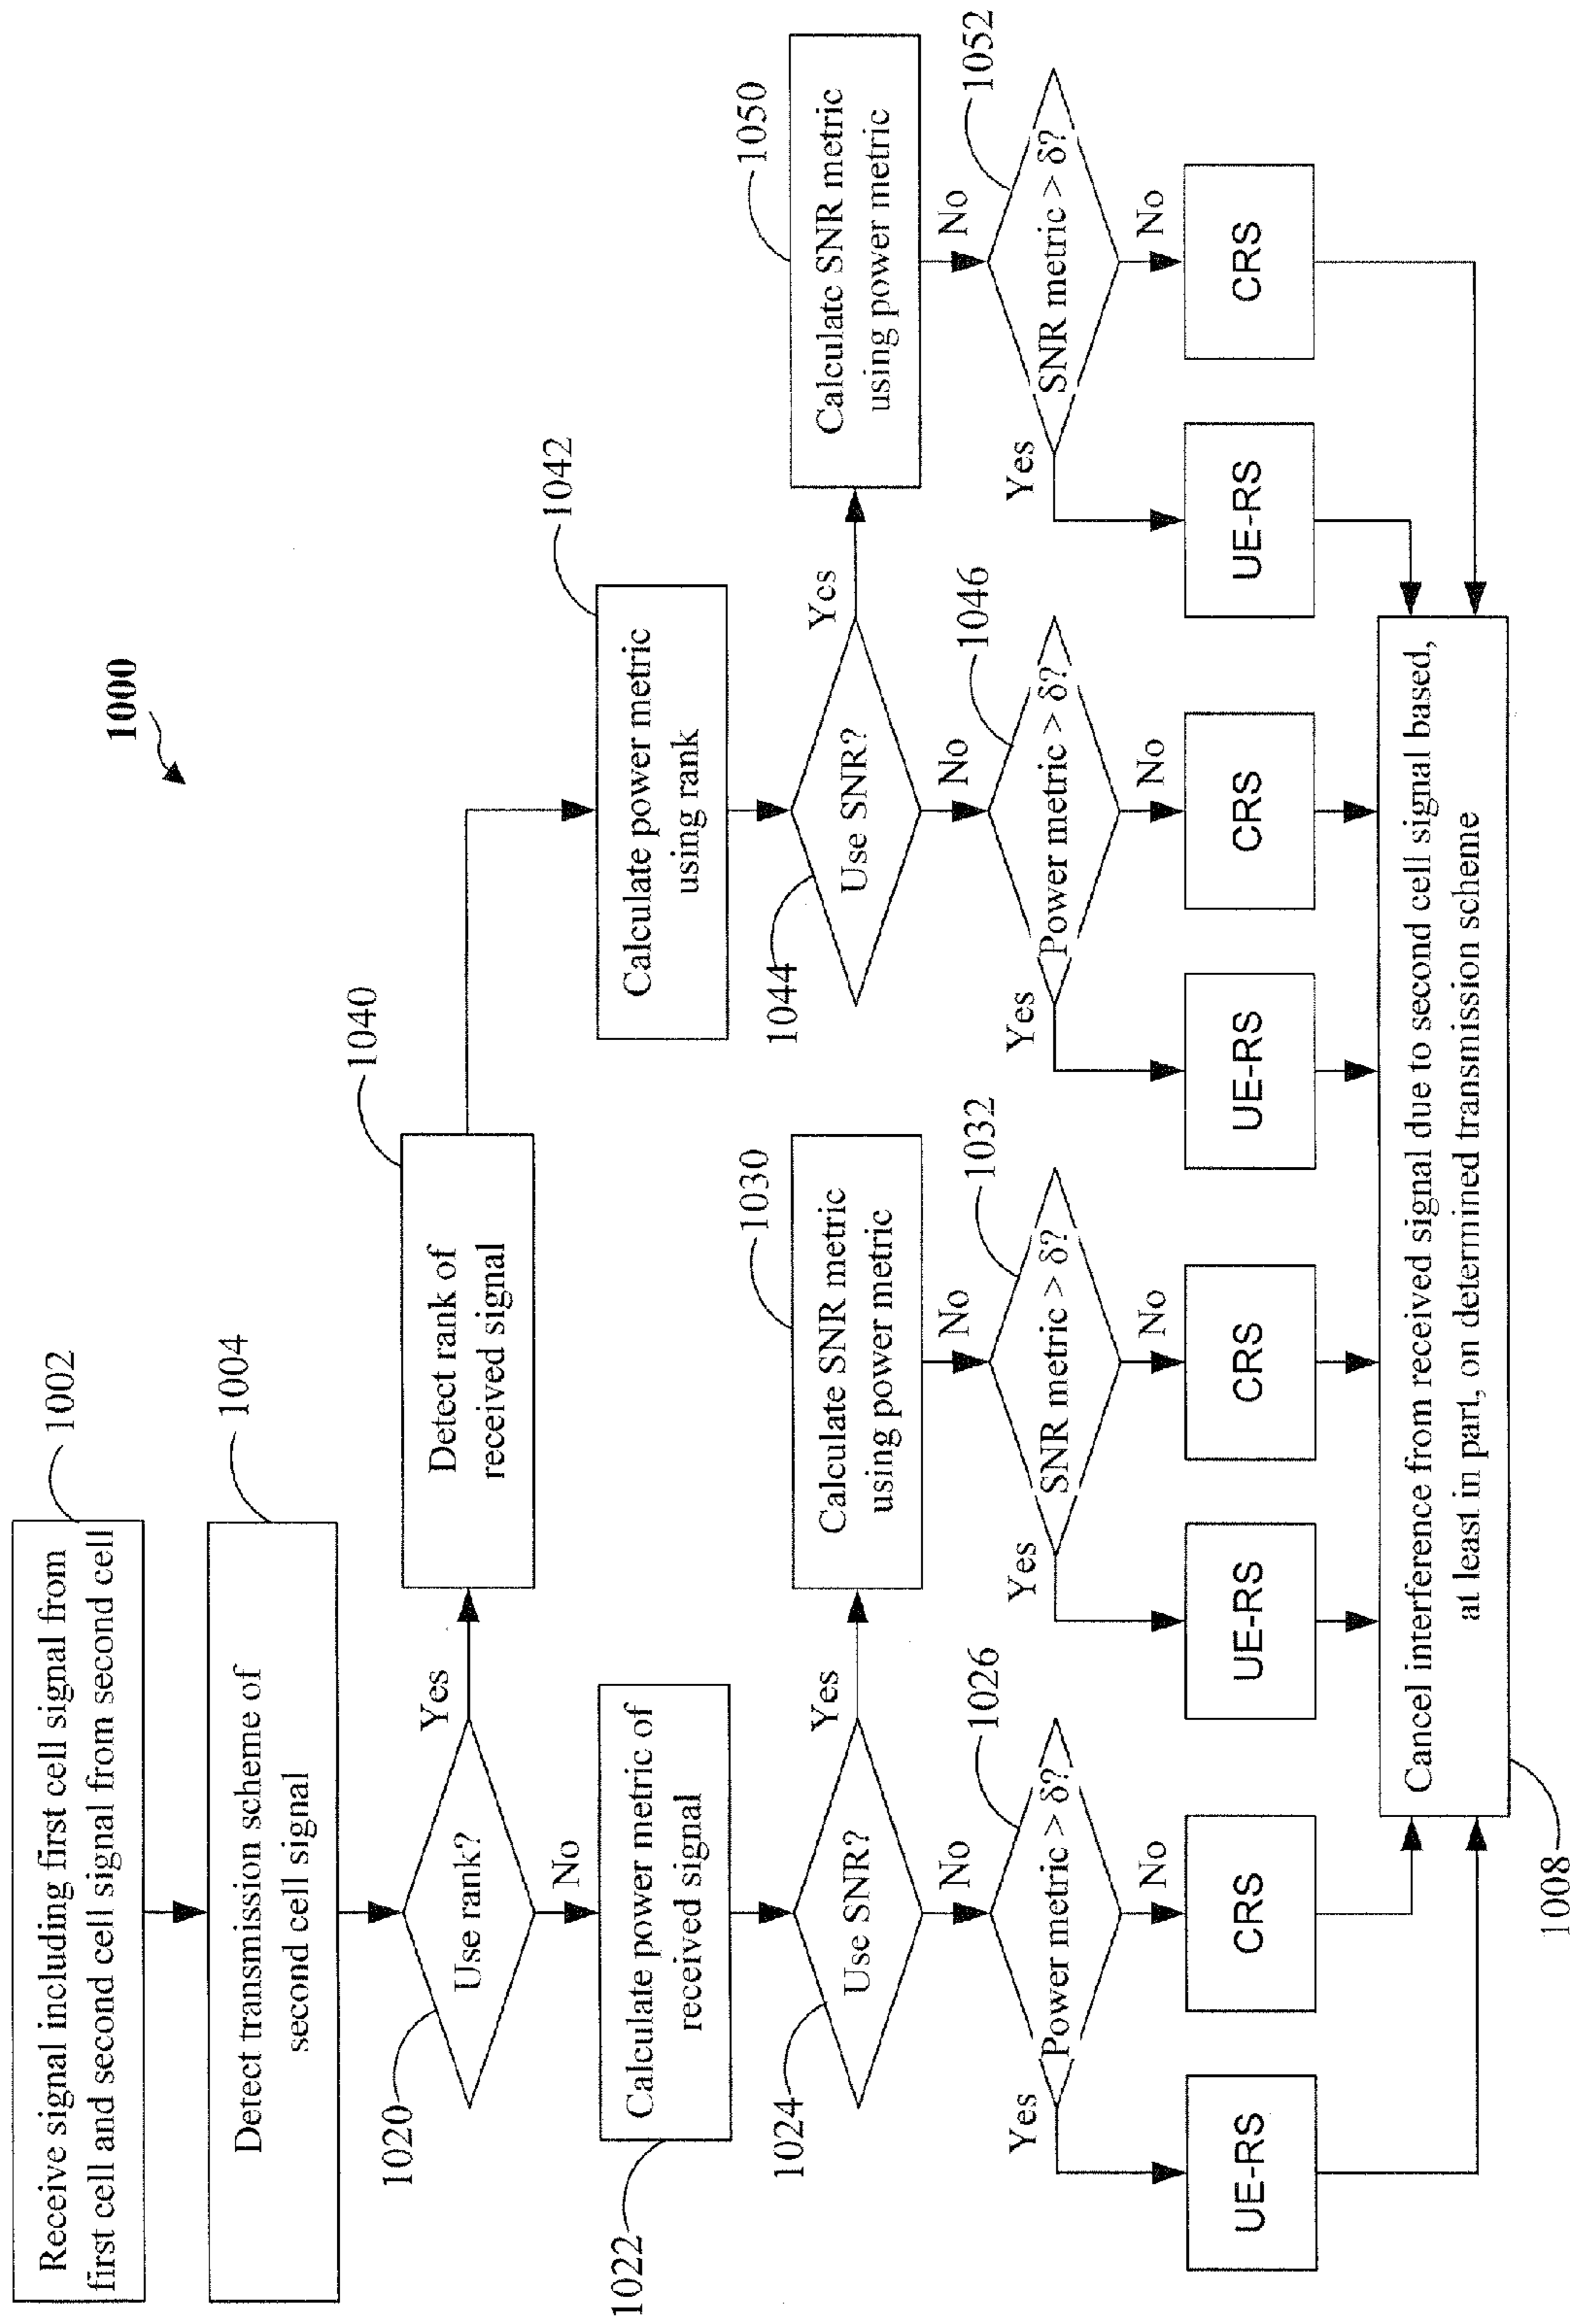 1000
Receive signal including first cell signal from
first cell and second cell signal from second cell
1002
Detect transmission scheme of
second cell signal
1004
Use rank?
1020
Yes
No
Detect rank of
received signal
1040
Calculate power metric of
received signal
1022
Calculate power metric
using rank
1042
Use SNR?
1024
Yes
No
Calculate SNR metric
using power metric
1030
No
Use SNR?
1044
Yes
No
Calculate SNR metric
using power metric
1050
No
Power metric > δ?
1026
Yes
No
SNR metric > δ?
1032
Yes
No
Power metric > δ?
1046
Yes
No
SNR metric > δ?
1052
Yes
No
UE-RS
CRS
UE-RS
CRS
UE-RS
CRS
UE-RS
CRS
Cancel interference from received signal due to second cell signal based,
at least in part, on determined transmission scheme
1008